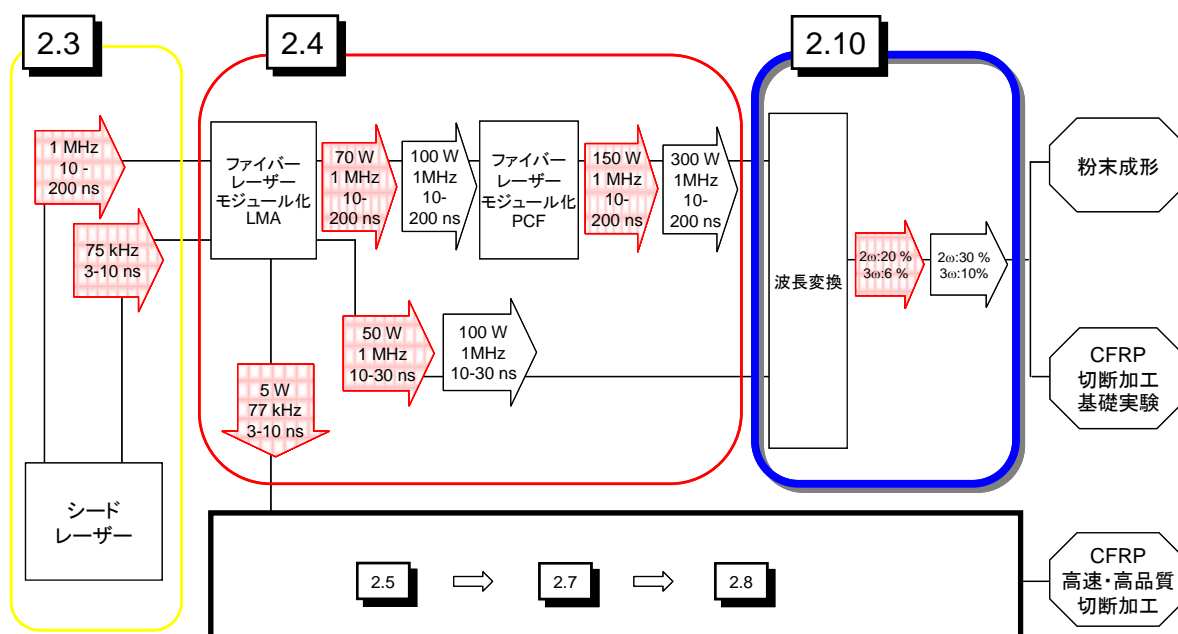 2.3
1 MHz
10 -
200 ns
75 kHz
3-10 ns
シード
レーザー
2.4
ファイバー
レーザー
モジュール化
LMA
70 W
1 MHz
10-
200 ns
100 W
1MHz
10-
200 ns
ファイバー
レーザー
モジュール化
PCF
150 W
1 MHz
10-
200 ns
300 W
1MHz
10-
200 ns
50 W
1 MHz
10-30 ns
100 W
1MHz
10-30 ns
5 W
77 kHz
3-10 ns
2.10
波長変換
2ω:20 %
3ω:6 %
2ω:30 %
3ω:10%
粉末成形
CFRP
切断加工
基礎実験
2.5
2.7
2.8
CFRP
高速・高品質
切断加工